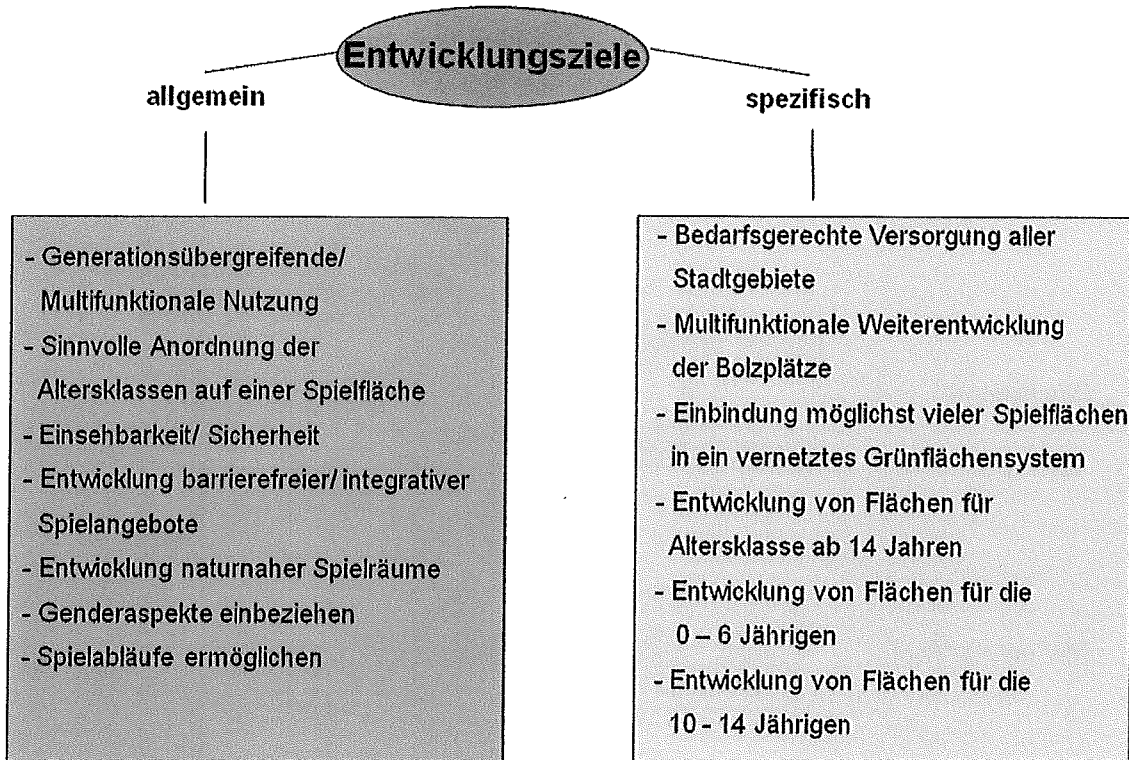 Entwicklungsziele
allgemein
spezifisch
- Generationsübergreifende/
Multifunktionale Nutzung
- Sinnvolle Anordnung der
Altersklassen auf einer Spielfläche
- Einsehbarkeit/ Sicherheit
- Entwicklung barrierefreier/ integrativer
Spielangebote
- Entwicklung naturnaher Spielräume
- Genderaspekte einbeziehen
- Spielabläufe ermöglichen
- Bedarfsgerechte Versorgung aller
Stadtgebiete
- Multifunktionale Weiterentwicklung
der Bolzplätze
- Einbindung möglichst vieler Spielflächen
in ein vernetztes Grünflächensystem
- Entwicklung von Flächen für
Altersklasse ab 14 Jahren
- Entwicklung von Flächen für die
0 – 6 Jährigen
- Entwicklung von Flächen für die
10 - 14 Jährigen